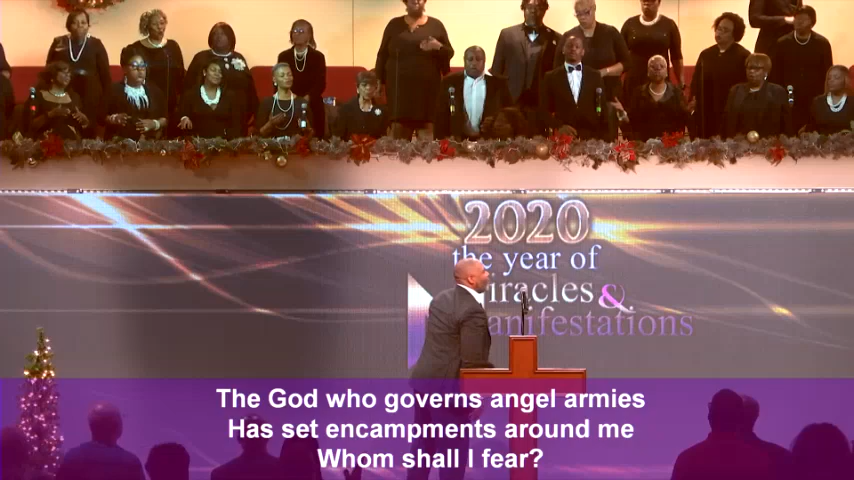 2020
the year of
iracles &
anifestations
The God who governs angel armies
Has set encampments around me
Whom shall I fear?